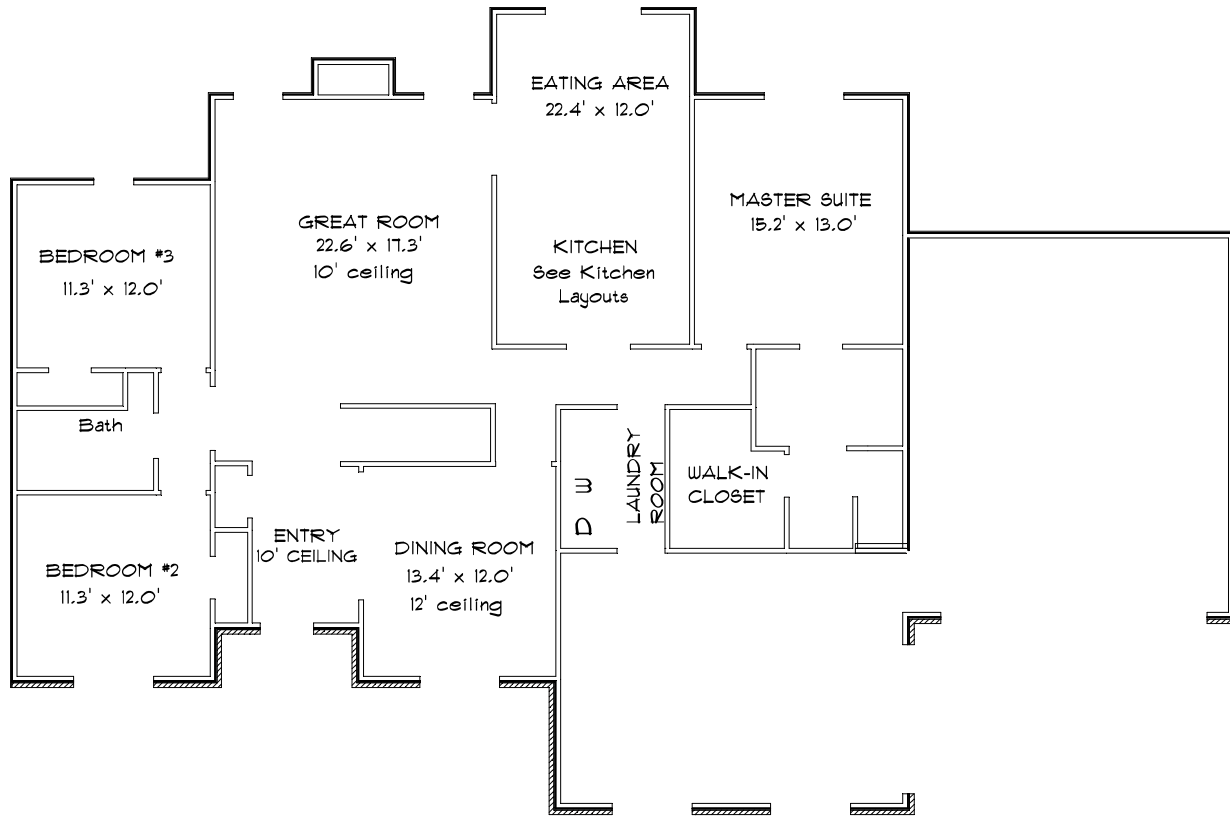 EATING AREA
22.4' x 12.0'
MASTER SUITE
15.2' x 13.0'
GREAT ROOM
22.6' x 17.3'
10' ceiling
KITCHEN
See Kitchen
Layouts
BEDROOM #3
11.3' x 12.0'
Bath
LAUNDRY
ROOM
W
D
WALK-IN
CLOSET
ENTRY
10' CEILING
DINING ROOM
13.4' x 12.0'
12' ceiling
BEDROOM #2
11.3' x 12.0'